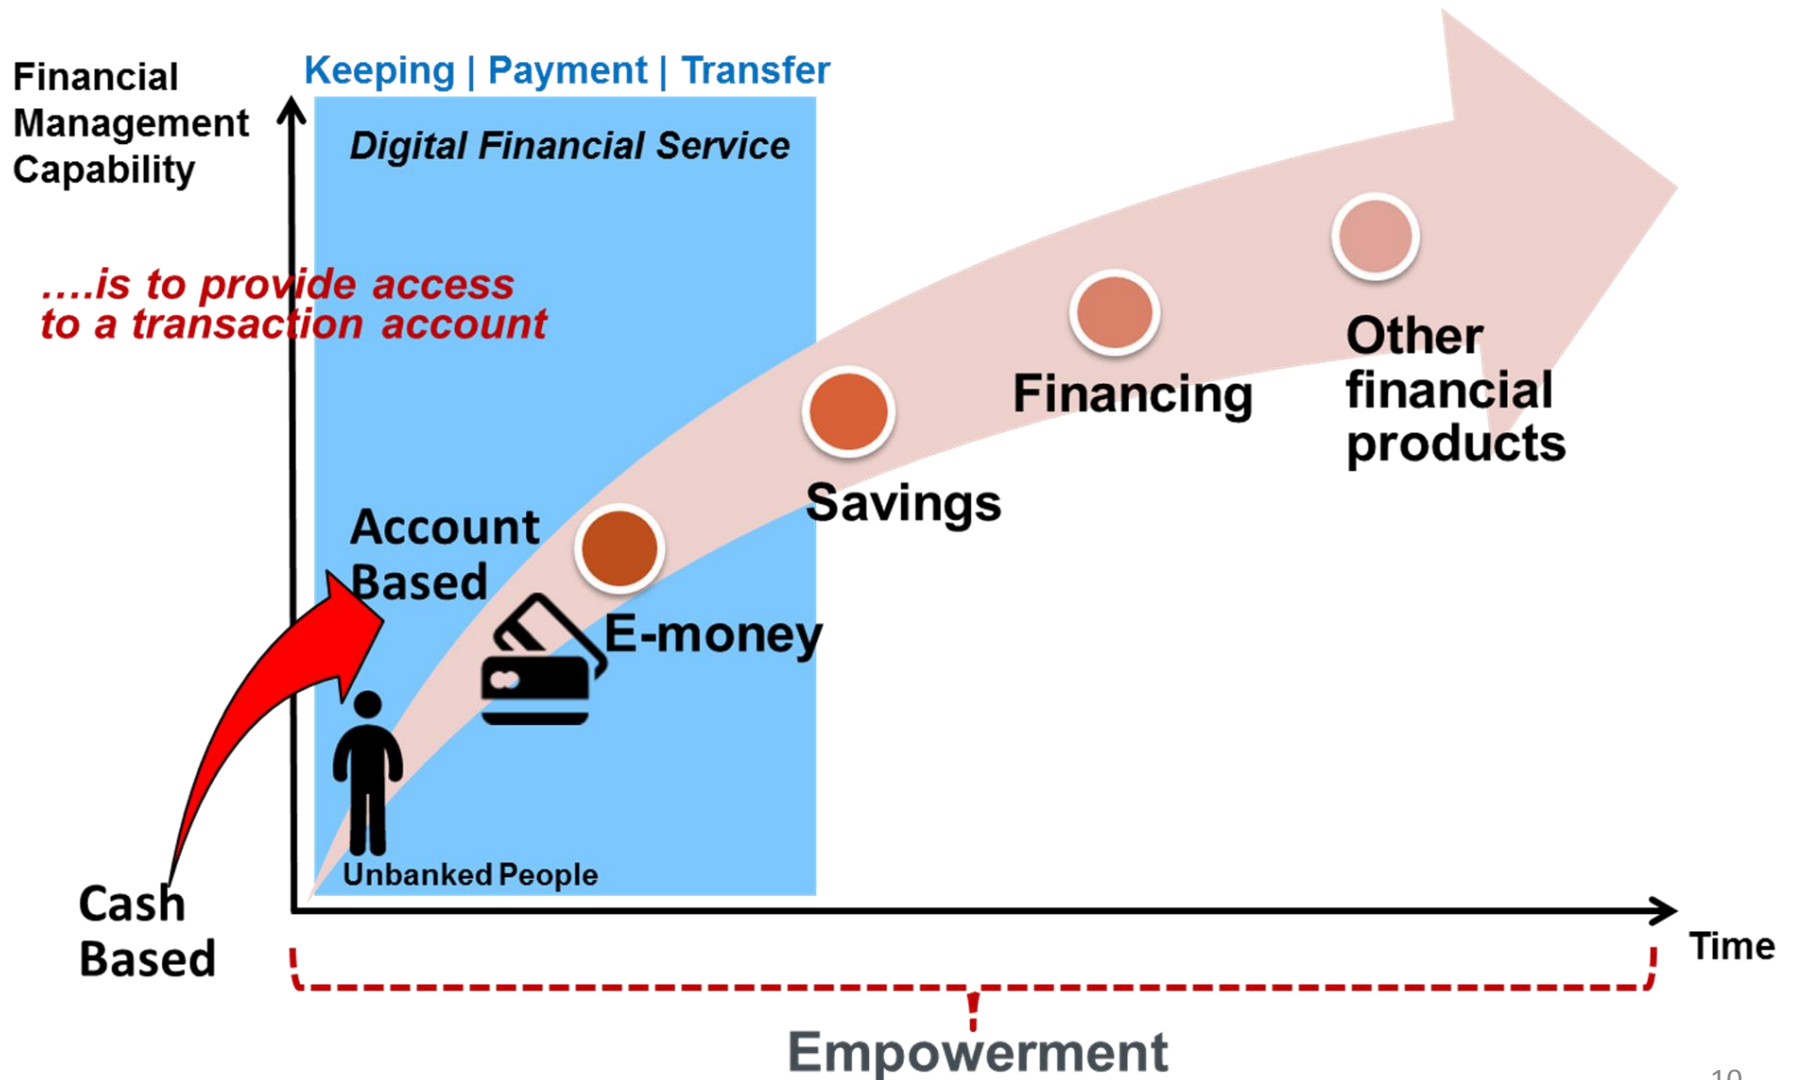 Keeping | Payment | Transfer
Financial
Management
Capability
Digital Financial Service
....is to provide access
to a transaction account
Other
financial
products
Financing
Savings
Account
Based
E-money
Unbanked People
Cash
Based
Time
Empowerment
10